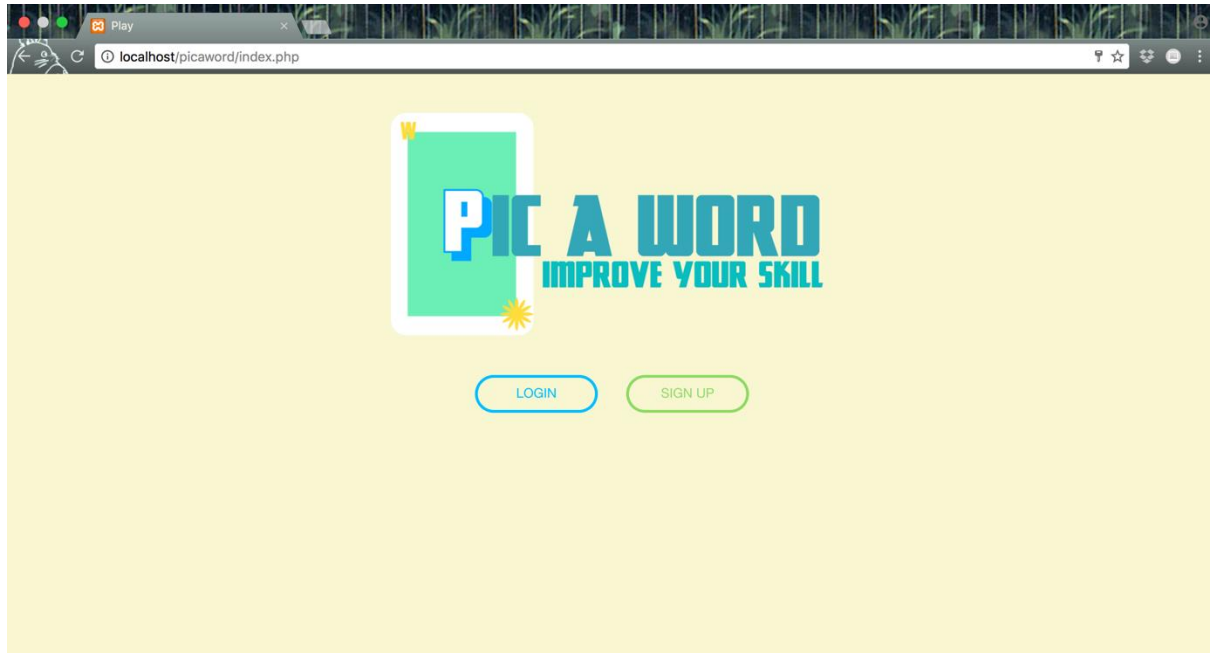 Play
localhost/picaword/index.php
W
PIC A WORD
IMPROVE YOUR SKILL
LOGIN
SIGN UP